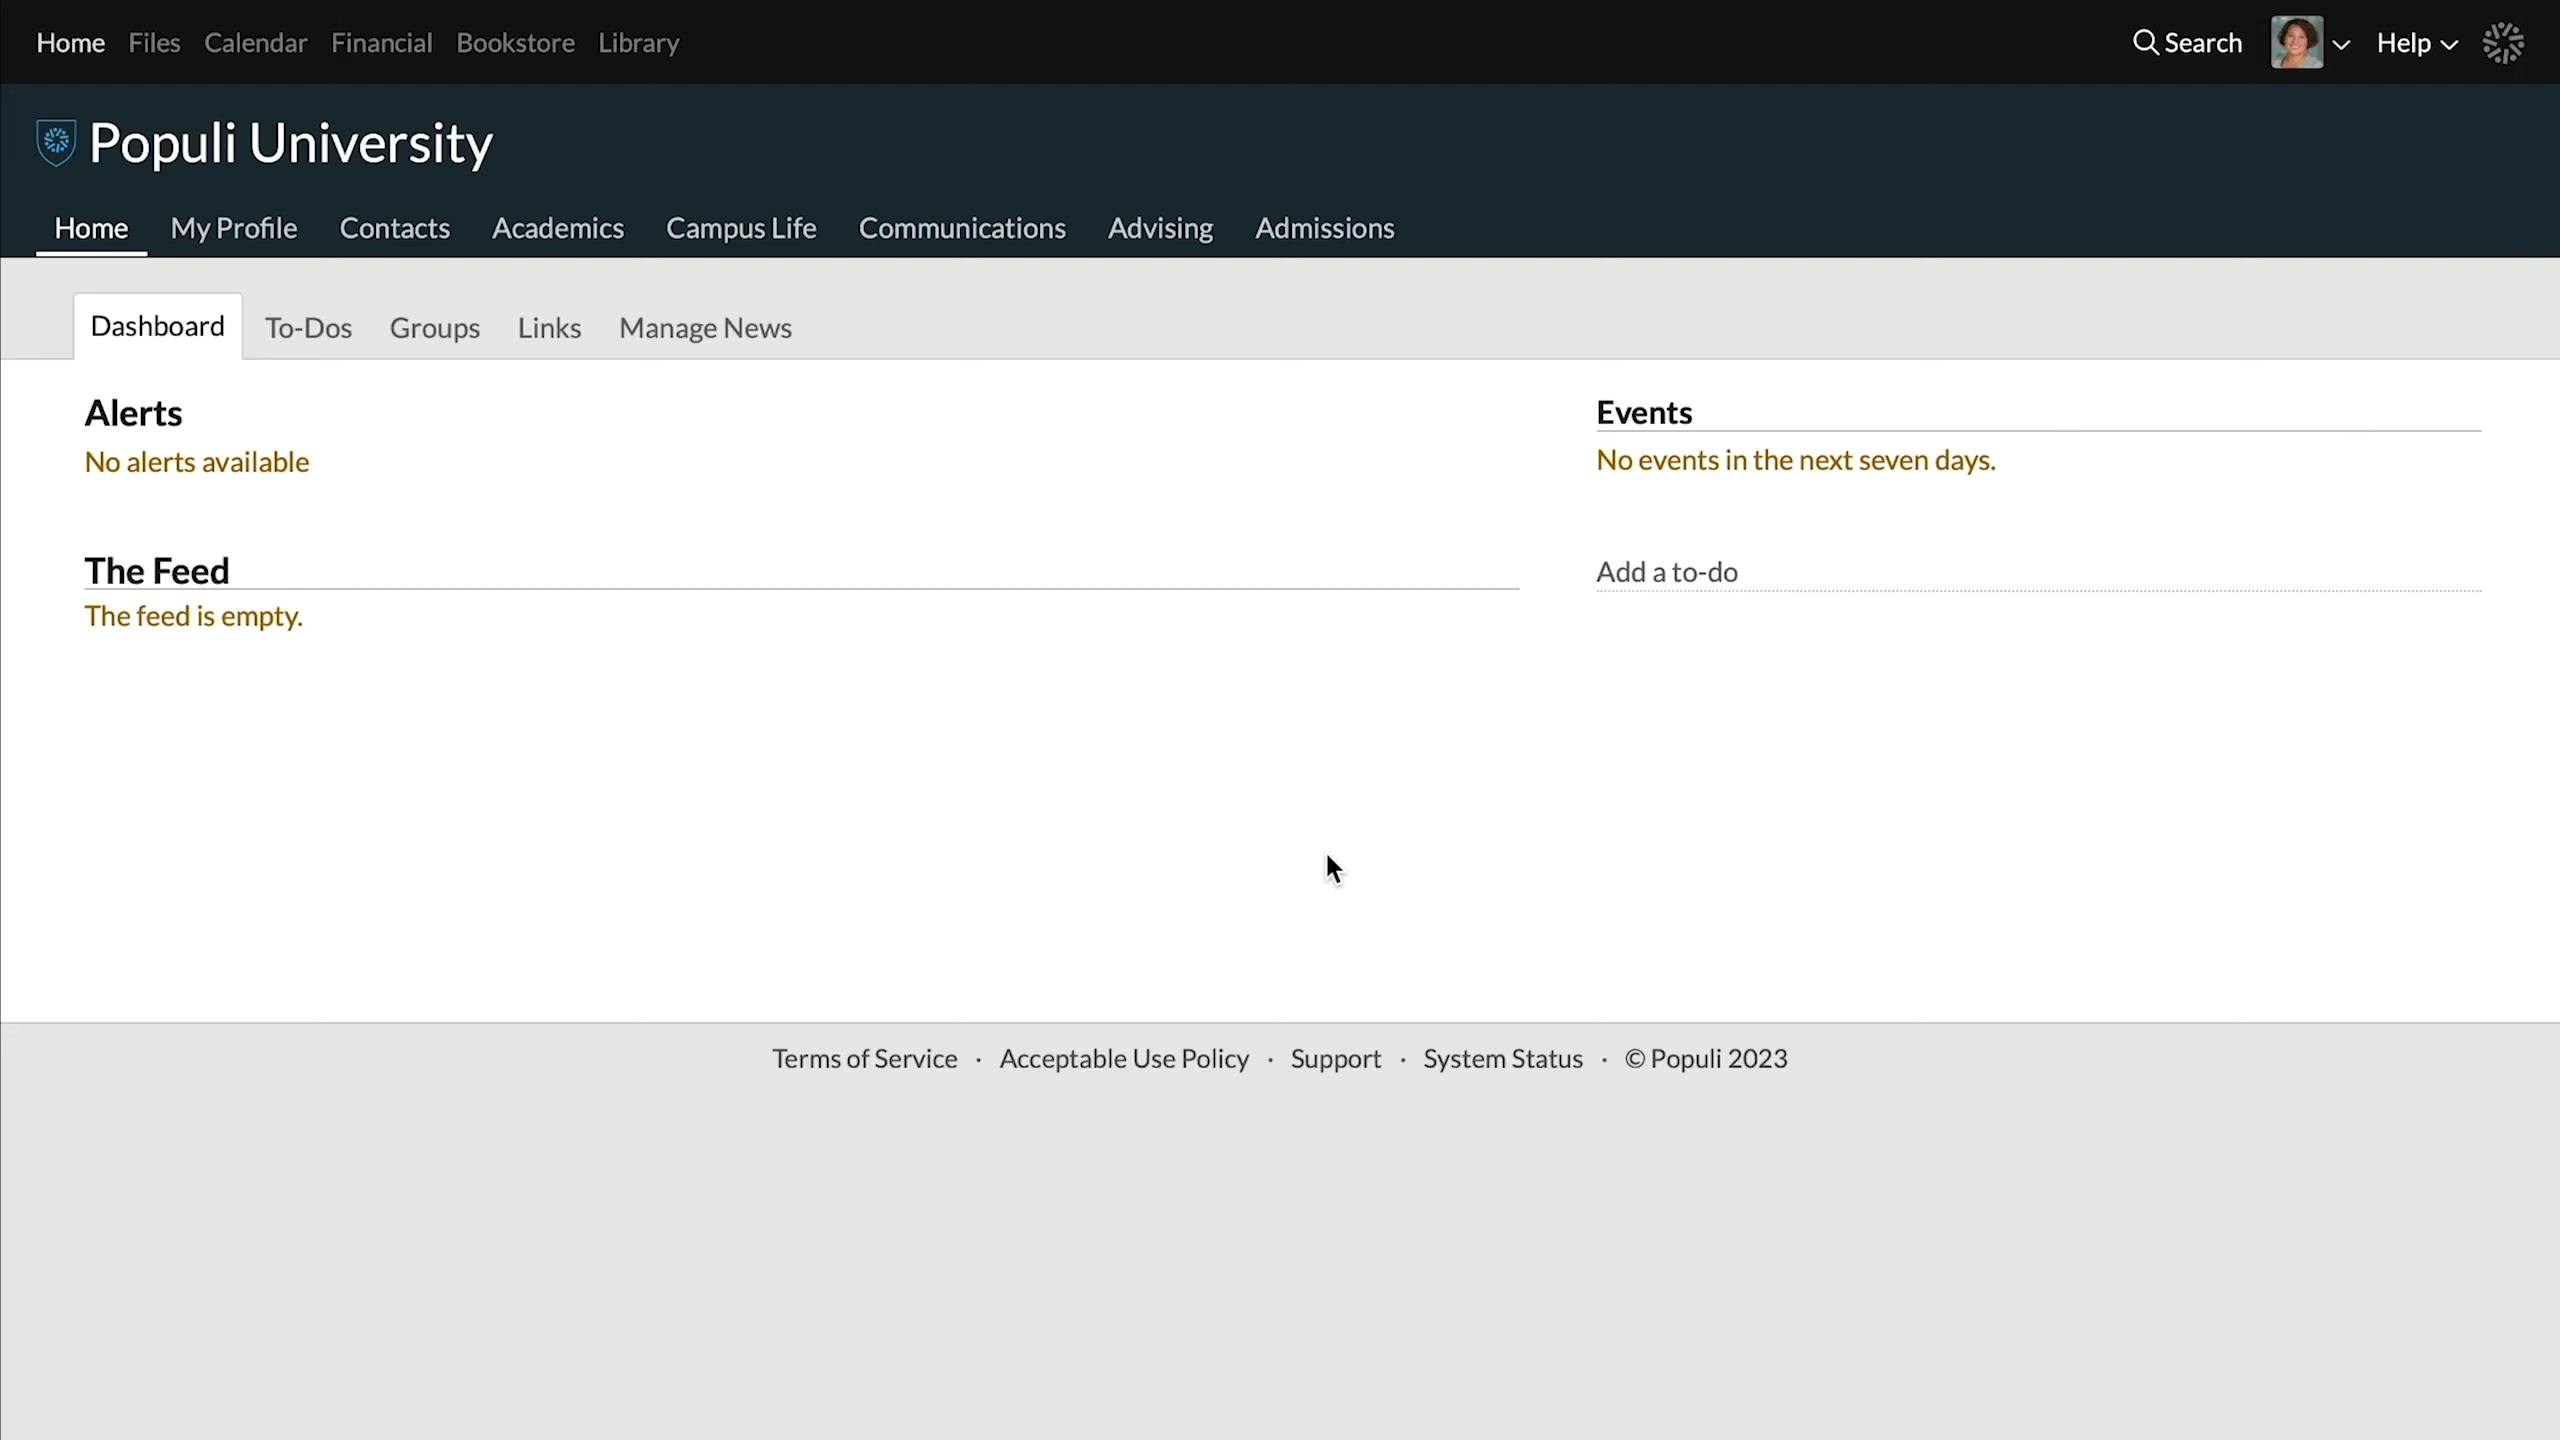 Home Files Calendar Financial Bookstore Library Search Help
Populi University
Home My Profile Contacts Academics Campus Life Communications Advising Admissions
Dashboard To-Dos Groups Links Manage News
Alerts
No alerts available
Events
No events in the next seven days.
The Feed
The feed is empty.
Add a to-do
Terms of Service · Acceptable Use Policy · Support · System Status · © Populi 2023